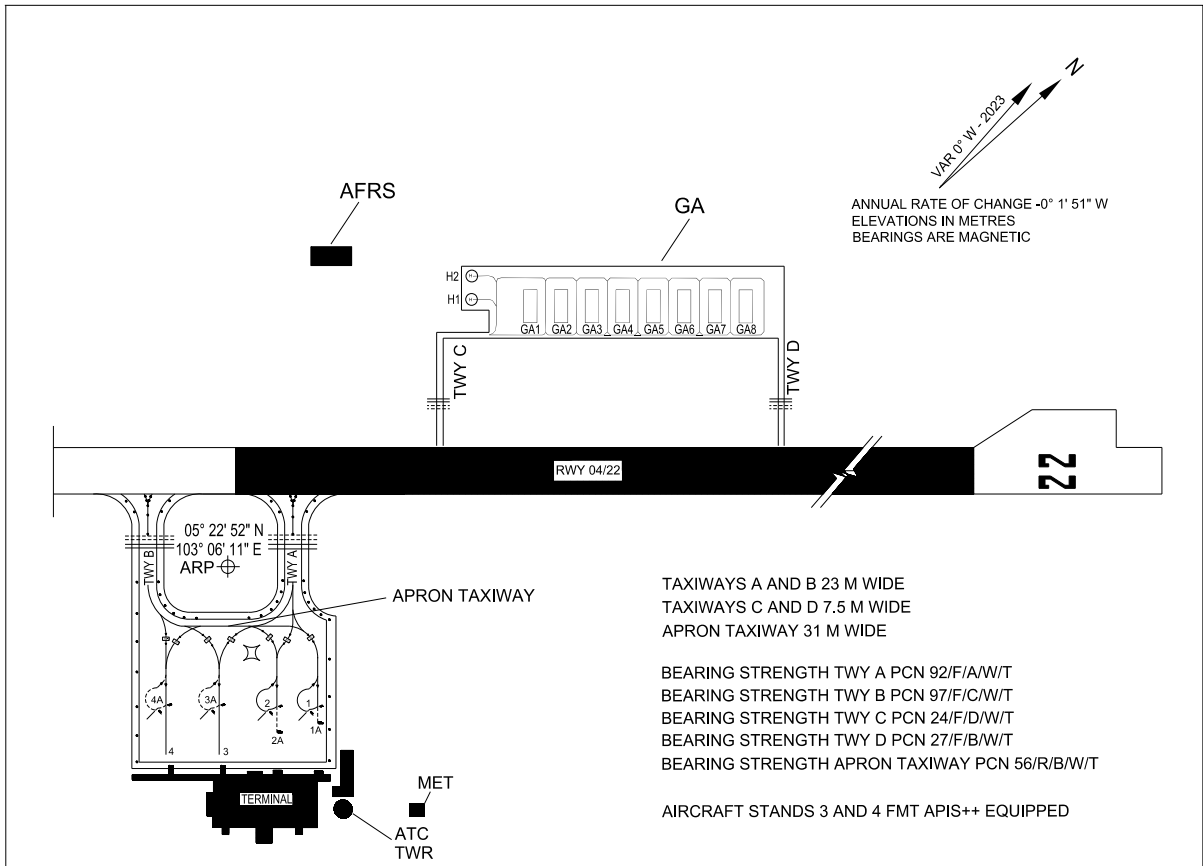 N
VAR 0° W - 2023
ANNUAL RATE OF CHANGE -0° 1' 51" W
ELEVATIONS IN METRES
BEARINGS ARE MAGNETIC
AFRS
GA
H2
H1
GA1 GA2 GA3 GA4 GA5 GA6 GA7 GA8
TWY C
TWY D
RWY 04/22
22
05° 22' 52" N
103° 06' 11" E
ARP
TWY B
TWY A
APRON TAXIWAY
4A 3A 2 1
2A 1A
4 3
TERMINAL
MET
ATC
TWR
TAXIWAYS A AND B 23 M WIDE
TAXIWAYS C AND D 7.5 M WIDE
APRON TAXIWAY 31 M WIDE
BEARING STRENGTH TWY A PCN 92/F/A/W/T
BEARING STRENGTH TWY B PCN 97/F/C/W/T
BEARING STRENGTH TWY C PCN 24/F/D/W/T
BEARING STRENGTH TWY D PCN 27/F/B/W/T
BEARING STRENGTH APRON TAXIWAY PCN 56/R/B/W/T
AIRCRAFT STANDS 3 AND 4 FMT APIS++ EQUIPPED